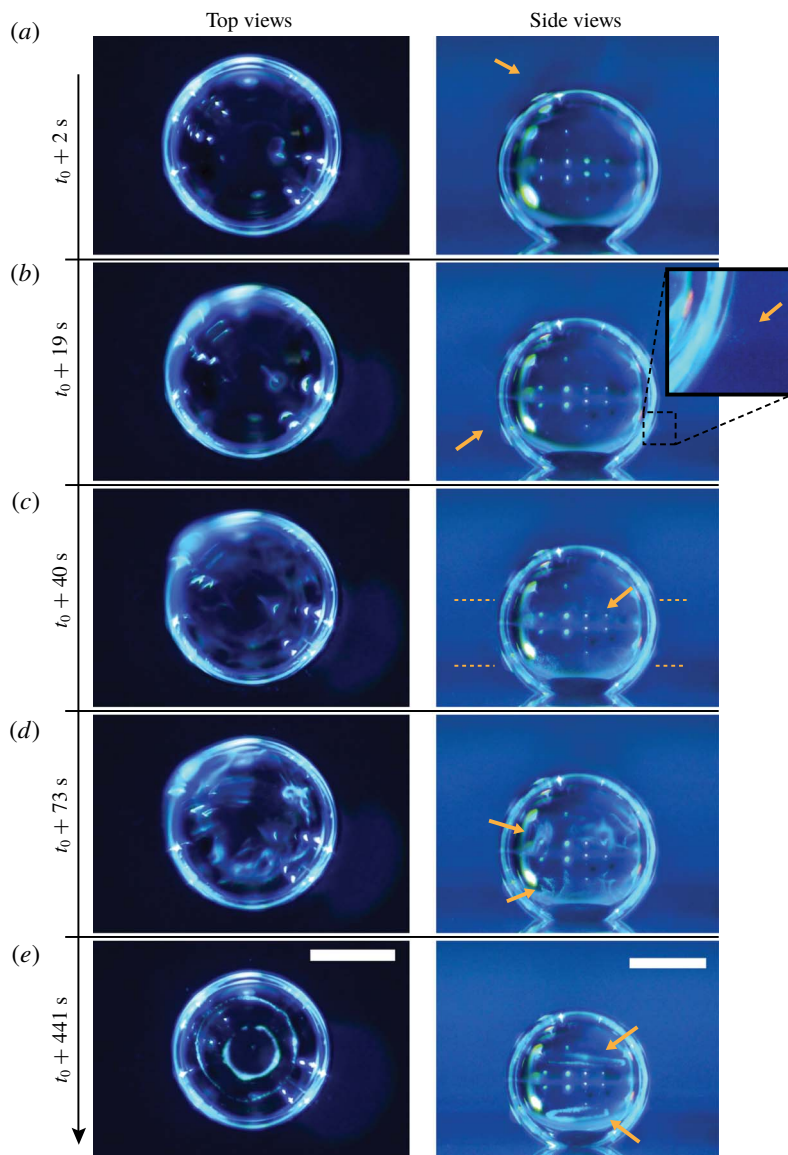 Top views
Side views
(a)
t0 + 2 s
(b)
t0 + 19 s
(c)
t0 + 40 s
(d)
t0 + 73 s
(e)
t0 + 441 s